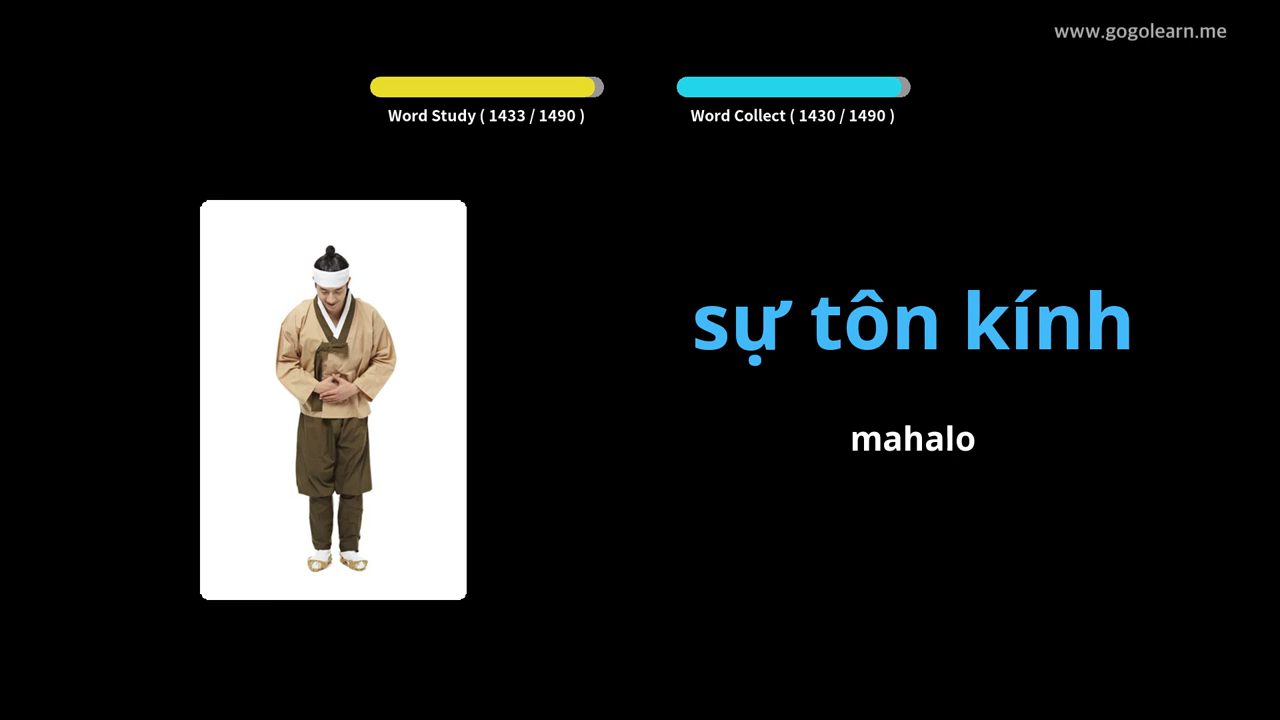 www.gogolearn.me
Word Study ( 1433 / 1490 )
Word Collect ( 1430 / 1490 )
sự tôn kính
mahalo